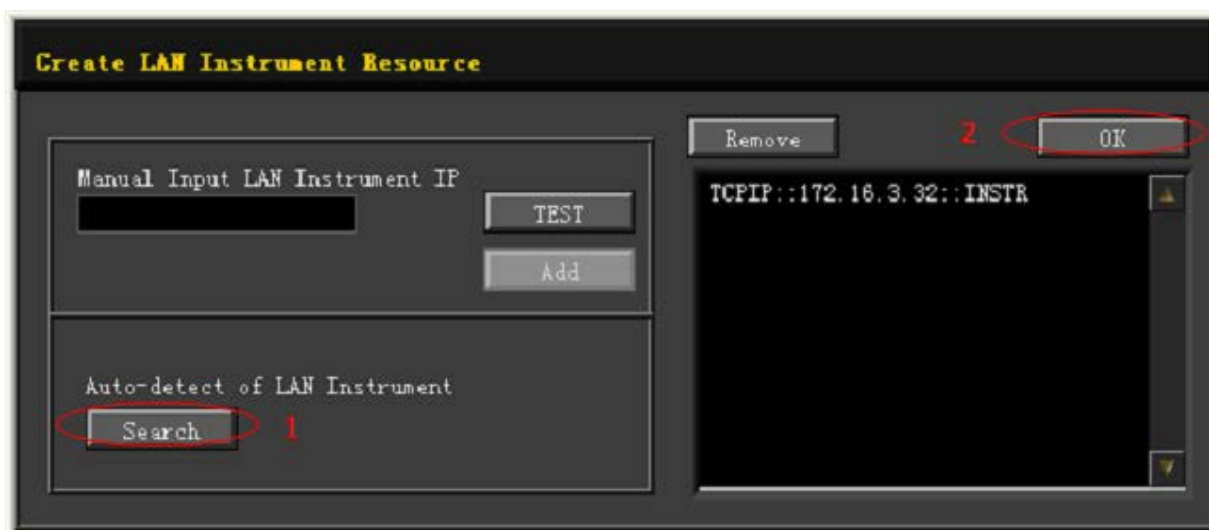 Create LAN Instrument Resource
Manual Input LAN Instrument IP
TEST
Add
Auto-detect of LAN Instrument
Search
1
Remove
2
OK
TCPIP::172.16.3.32::INSTR